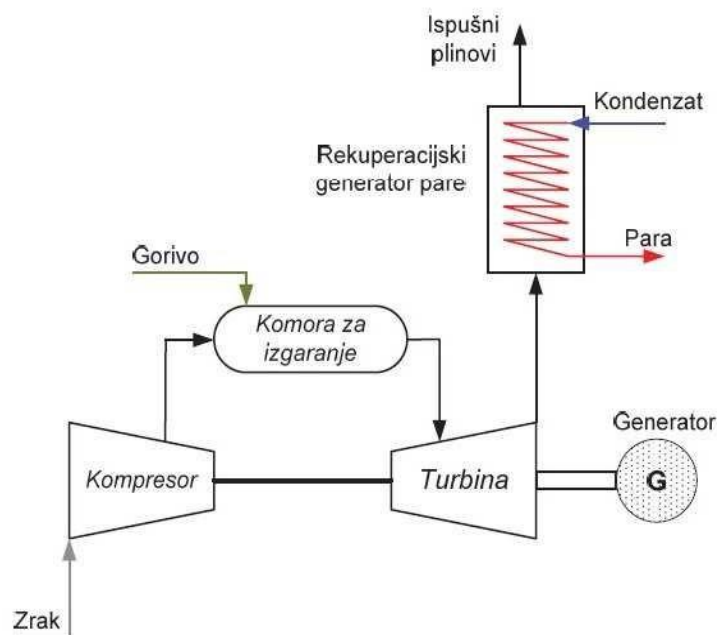 Ispušni
plinovi
Kondenzat
Rekuperacijski
generator pare
Para
Gorivo
Komora za
izgaranje
Generator
Kompresor
Turbina
G
Zrak